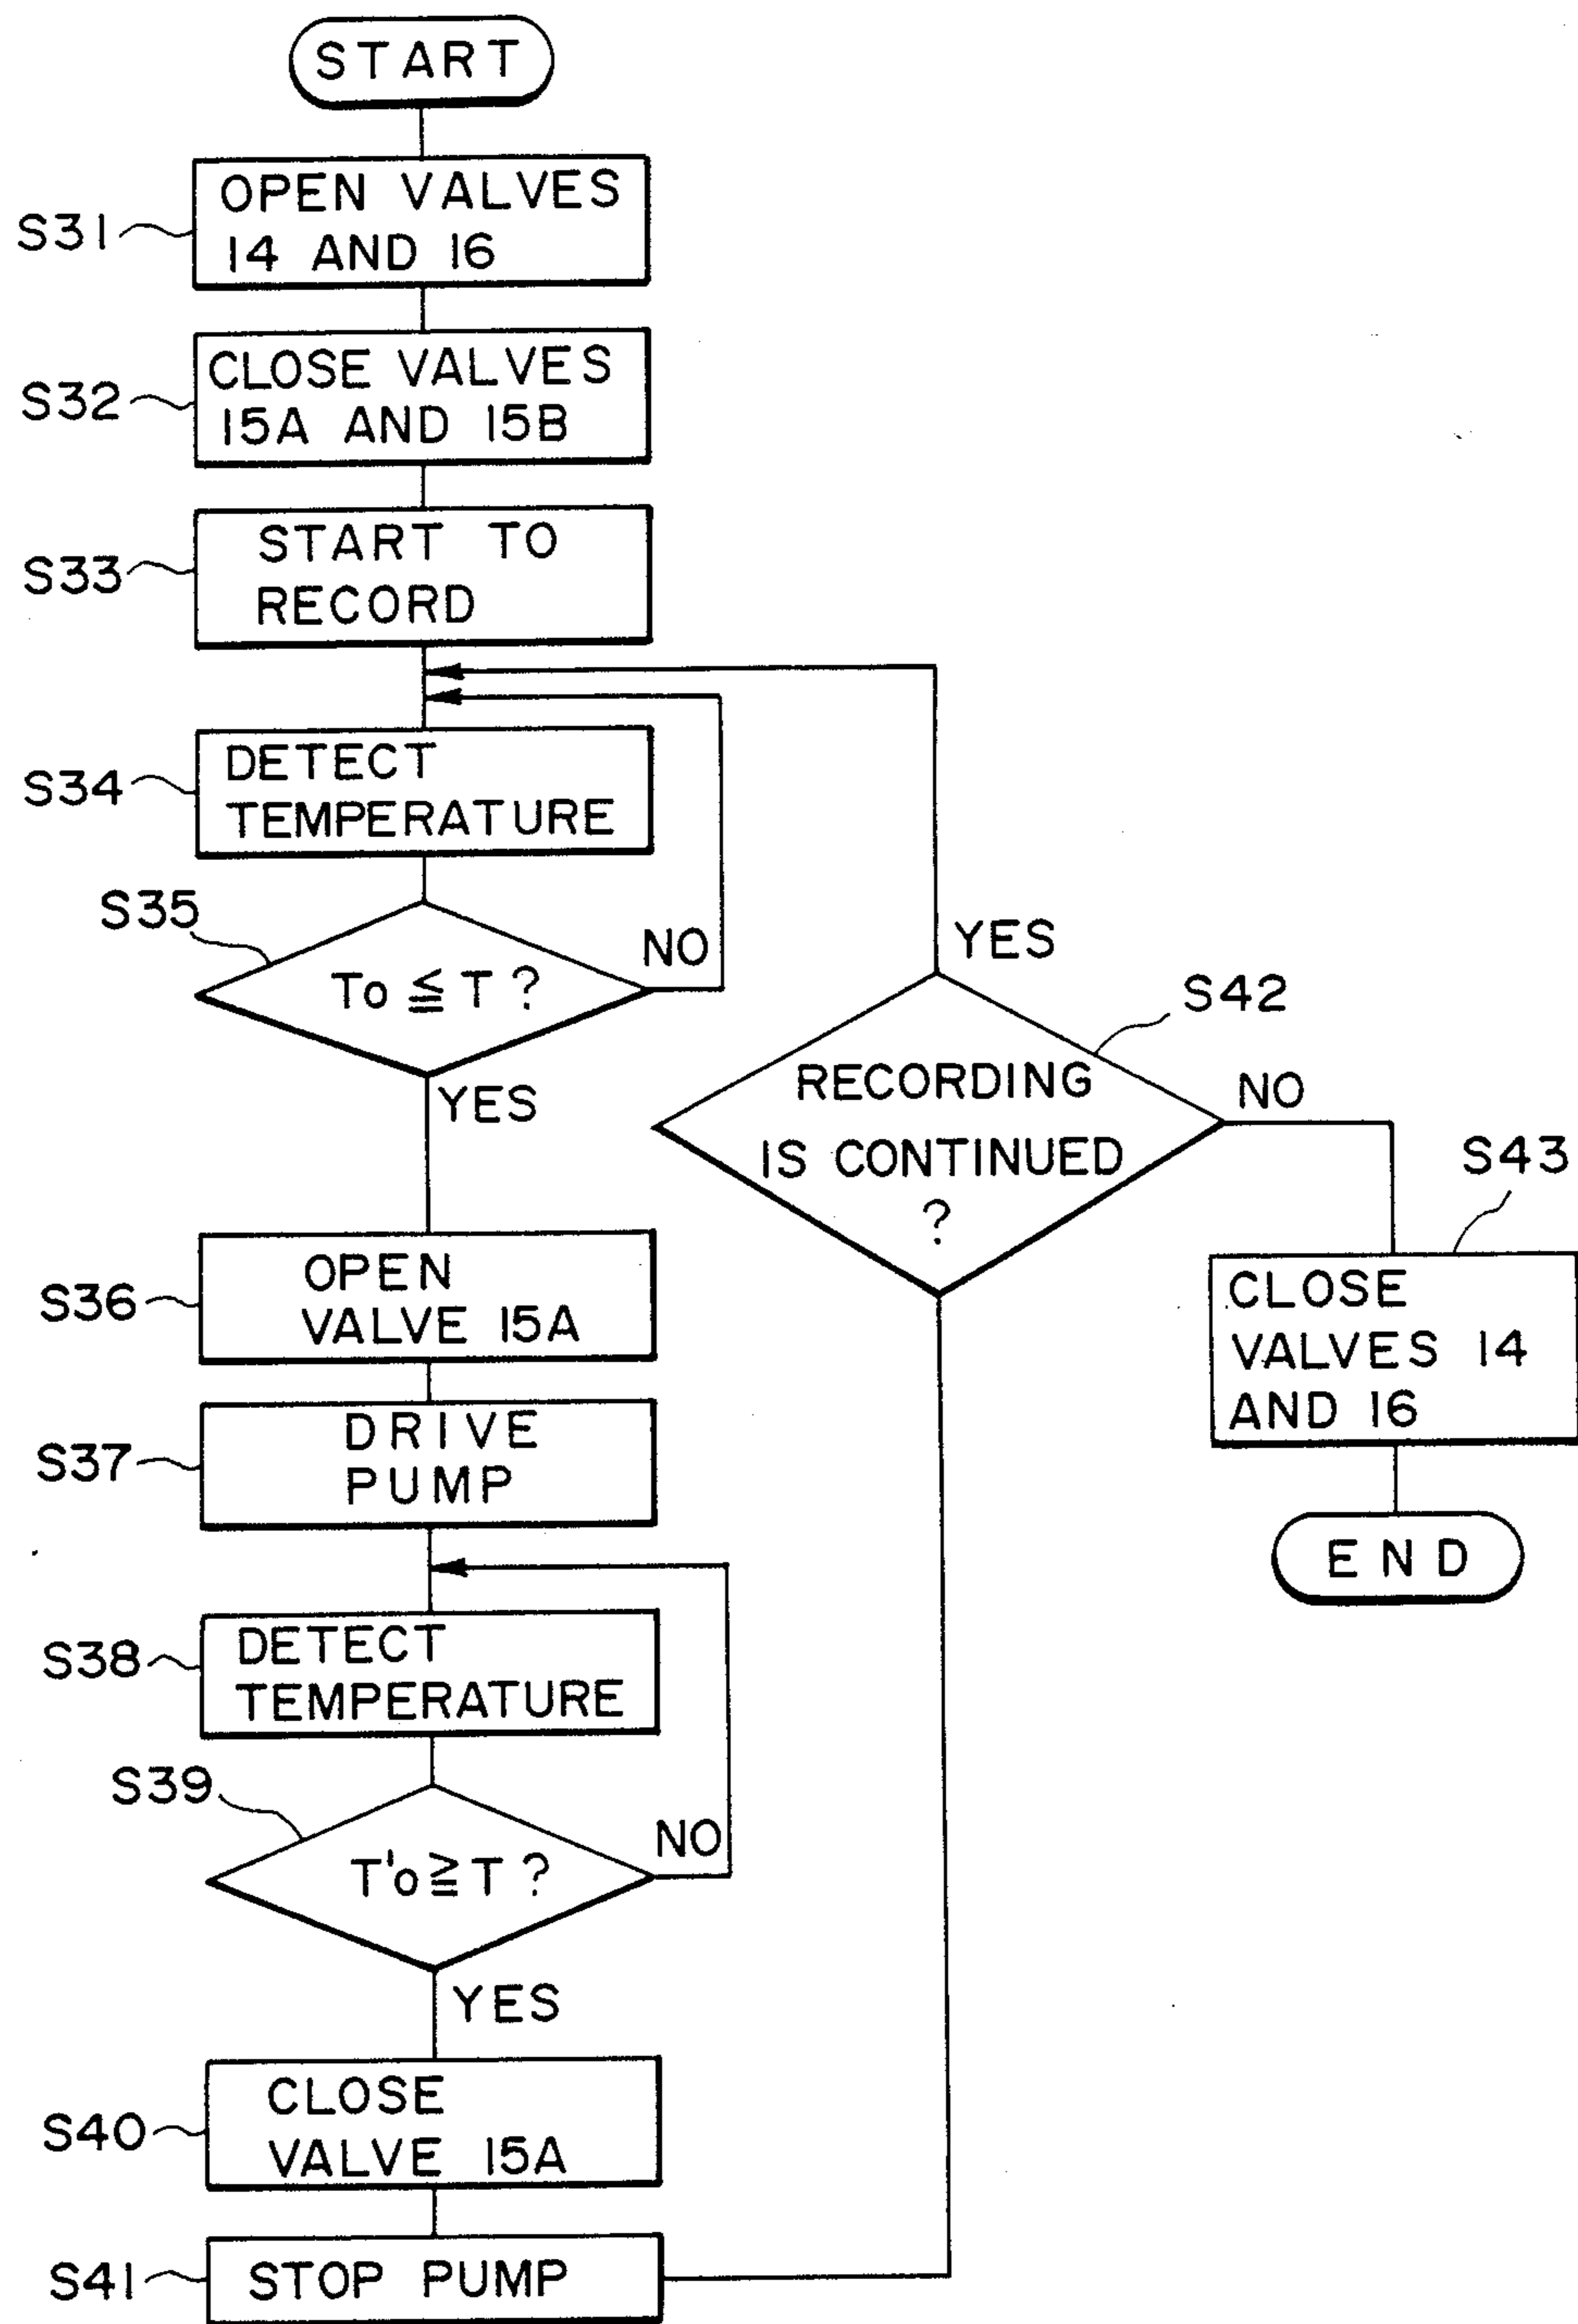 START
S31
OPEN VALVES
14 AND 16
S32
CLOSE VALVES
15A AND 15B
S33
START TO
RECORD
S34
DETECT
TEMPERATURE
S35
To ≦ T ?
NO
YES
S36
OPEN
VALVE 15A
S37
DRIVE
PUMP
S38
DETECT
TEMPERATURE
S39
T'o ≧ T ?
NO
YES
S40
CLOSE
VALVE 15A
S41
STOP PUMP
YES
S42
RECORDING
IS CONTINUED
?
NO
S43
CLOSE
VALVES 14
AND 16
END